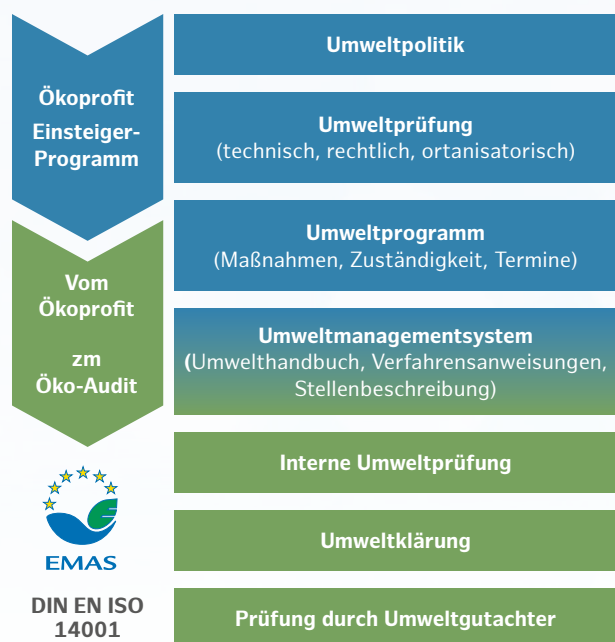 Ökoprofit
Einsteiger-
Programm
Vom
Ökoprofit
zm
Öko-Audit
EMAS
DIN EN ISO
14001
Umweltpolitik
Umweltprüfung
(technisch, rechtlich, ortanisatorisch)
Umweltprogramm
(Maßnahmen, Zuständigkeit, Termine)
Umweltmanagementsystem
(Umwelthandbuch, Verfahrensanweisungen,
Stellenbeschreibung)
Interne Umweltprüfung
Umweltklärung
Prüfung durch Umweltgutachter